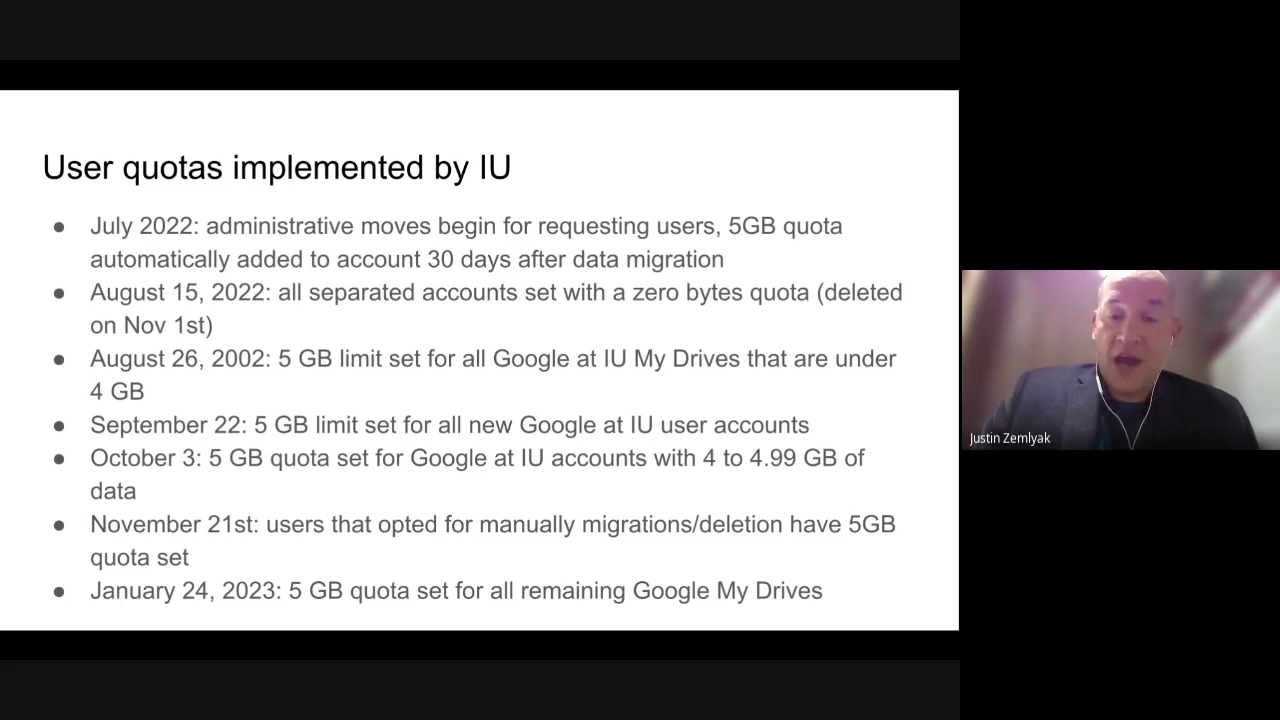 User quotas implemented by IU
● July 2022: administrative moves begin for requesting users, 5GB quota
automatically added to account 30 days after data migration
● August 15, 2022: all separated accounts set with a zero bytes quota (deleted
on Nov 1st)
● August 26, 2002: 5 GB limit set for all Google at IU My Drives that are under
4 GB
● September 22: 5 GB limit set for all new Google at IU user accounts
● October 3: 5 GB quota set for Google at IU accounts with 4 to 4.99 GB of
data
● November 21st: users that opted for manually migrations/deletion have 5GB
quota set
● January 24, 2023: 5 GB quota set for all remaining Google My Drives
Justin Zemlyak